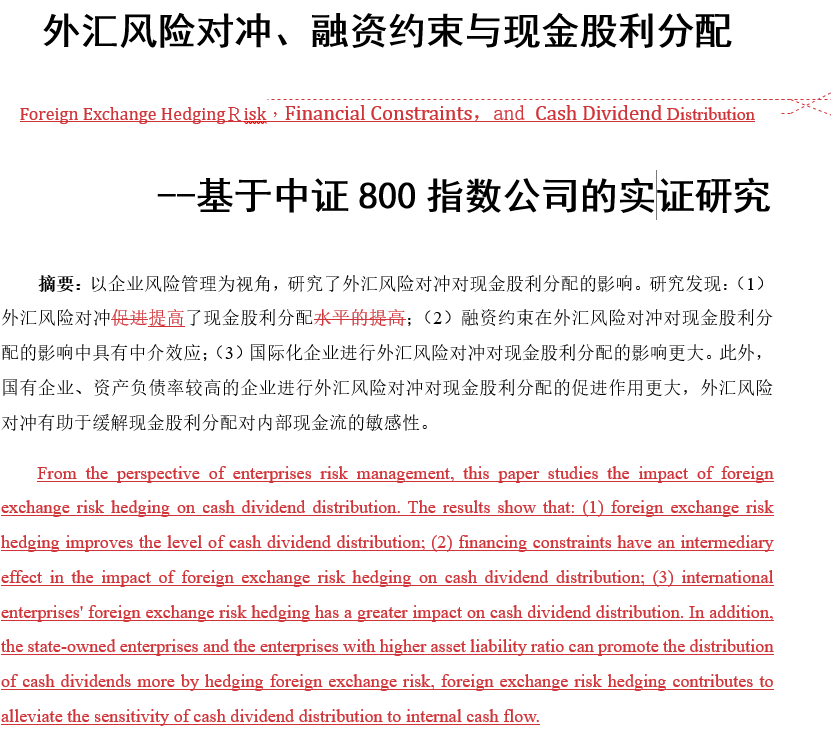 外汇风险对冲、融资约束与现金股利分配
Foreign Exchange Hedging Risk，Financial Constraints，and Cash Dividend Distribution
--基于中证 800 指数公司的实证研究
摘要：以企业风险管理为视角，研究了外汇风险对冲对现金股利分配的影响。研究发现：（1）
外汇风险对冲促进提高了现金股利分配水平的提高；（2）融资约束在外汇风险对冲对现金股利分
配的影响中具有中介效应；（3）国际化企业进行外汇风险对冲对现金股利分配的影响更大。此外，
国有企业、资产负债率较高的企业进行外汇风险对冲对现金股利分配的促进作用更大，外汇风险
对冲有助于缓解现金股利分配对内部现金流的敏感性。
From the perspective of enterprises risk management, this paper studies the impact of foreign
exchange risk hedging on cash dividend distribution. The results show that: (1) foreign exchange risk
hedging improves the level of cash dividend distribution; (2) financing constraints have an intermediary
effect in the impact of foreign exchange risk hedging on cash dividend distribution; (3) international
enterprises' foreign exchange risk hedging has a greater impact on cash dividend distribution. In addition,
the state-owned enterprises and the enterprises with higher asset liability ratio can promote the distribution
of cash dividends more by hedging foreign exchange risk, foreign exchange risk hedging contributes to
alleviate the sensitivity of cash dividend distribution to internal cash flow.